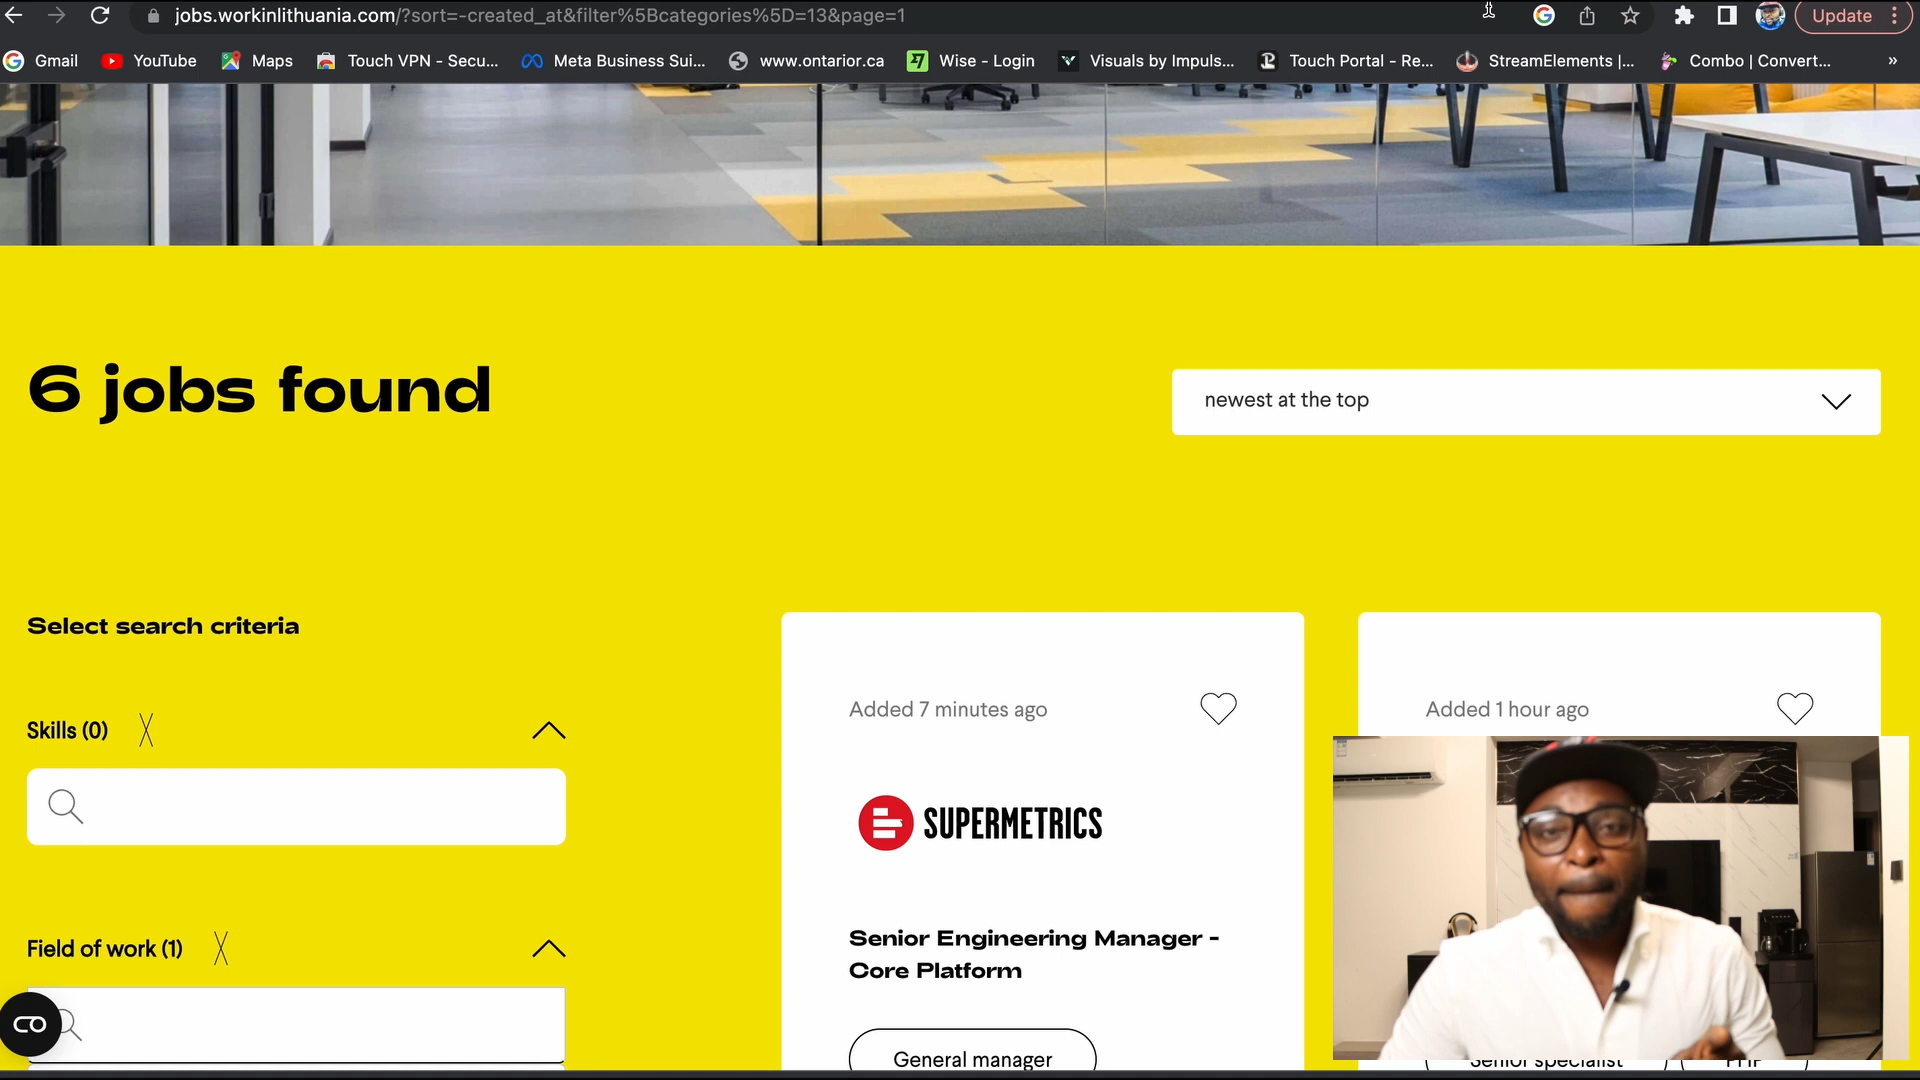 jobs.workinlithuania.com/?sort=-created_at&filter%5Bcategories%5D=13&page=1
Update
Gmail
YouTube
Maps
Touch VPN - Secu...
Meta Business Sui...
www.ontarior.ca
Wise - Login
Visuals by Impuls...
Touch Portal - Re...
StreamElements |...
Combo | Convert...
»
6 jobs found
newest at the top
Select search criteria
Skills (0)
Field of work (1)
Added 7 minutes ago
SUPERMETRICS
Senior Engineering Manager -
Core Platform
General manager
Added 1 hour ago
Senior specialist
PHP